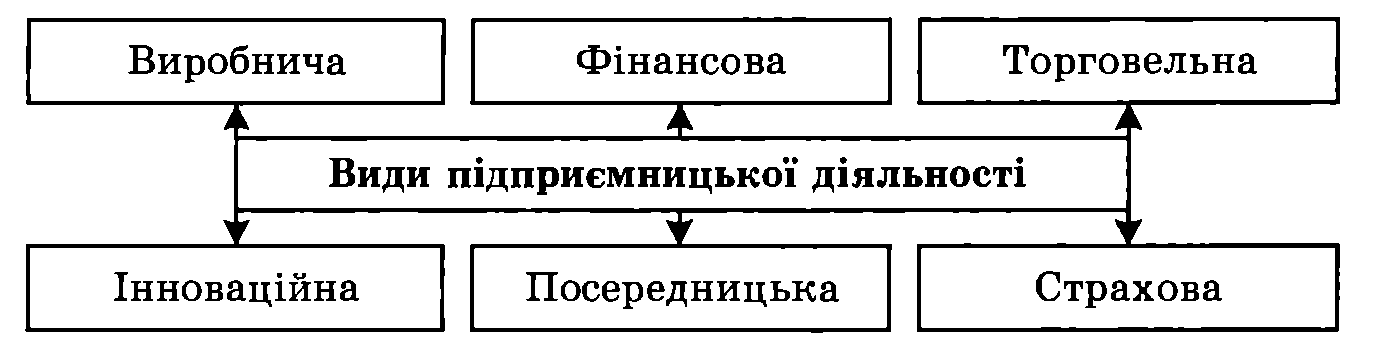 Виробнича
Фінансова
Торговельна
Види підприємницької діяльності
Інноваційна
Посередницька
Страхова